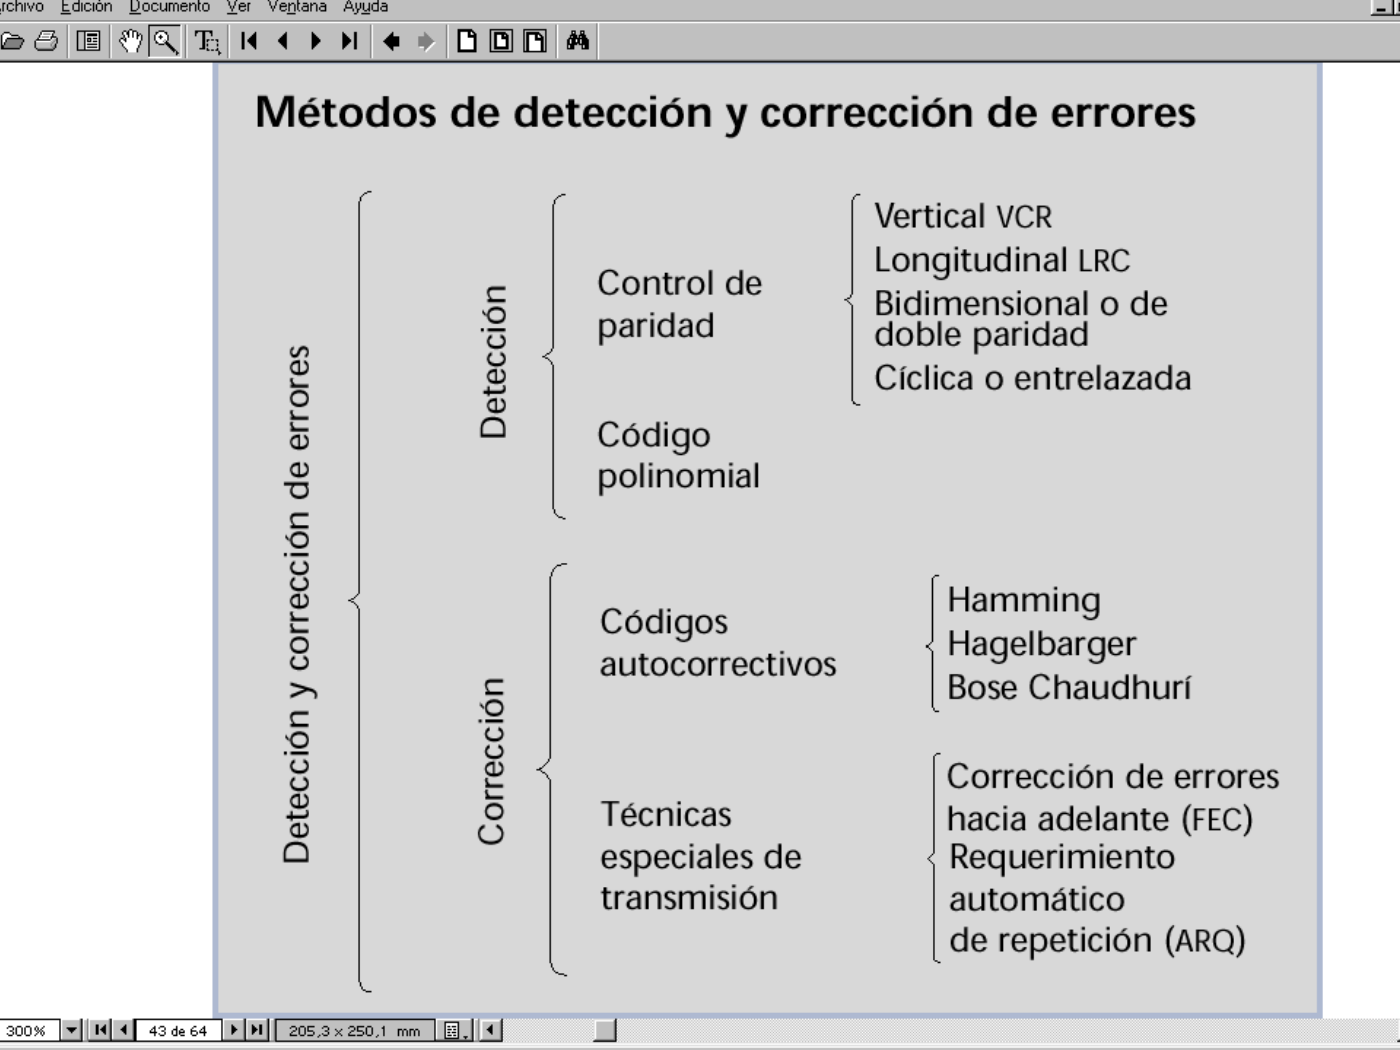 Edición Documento Ver Ventana Ayuda
Métodos de detección y corrección de errores
Detección y corrección de errores
Detección
Control de
paridad
Vertical VCR
Longitudinal LRC
Bidimensional o de
doble paridad
Cíclica o entrelazada
Código
polinomial
Corrección
Códigos
autocorrectivos
Hamming
Hagelbarger
Bose Chaudhurí
Técnicas
especiales de
transmisión
Corrección de errores
hacia adelante (FEC)
Requerimiento
automático
de repetición (ARQ)
300% 43 de 64 205,3 x 250,1 mm